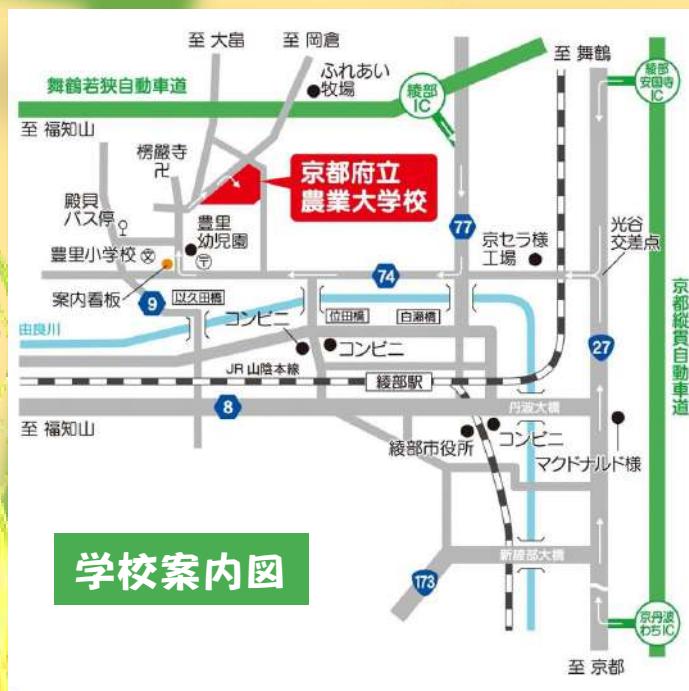 至 大畠
至 岡倉
至 舞鶴
ふれあい
牧場
綾部
IC
綾部
安国寺
IC
舞鶴若狭自動車道
至 福知山
楞厳寺
卍
京都府立
農業大学校
殿貝
バス停
豊里
幼児園
〒
77
京セラ様
工場
光谷
交差点
豊里小学校
文
74
案内看板
9
以久田橋
位田橋
白瀬橋
京都縦貫自動車道
由良川
コンビニ
コンビニ
27
JR 山陰本線
綾部駅
8
丹波大橋
至 福知山
綾部市役所
コンビニ
マクドナルド様
学校案内図
新綾部大橋
173
京丹波
わちIC
至 京都